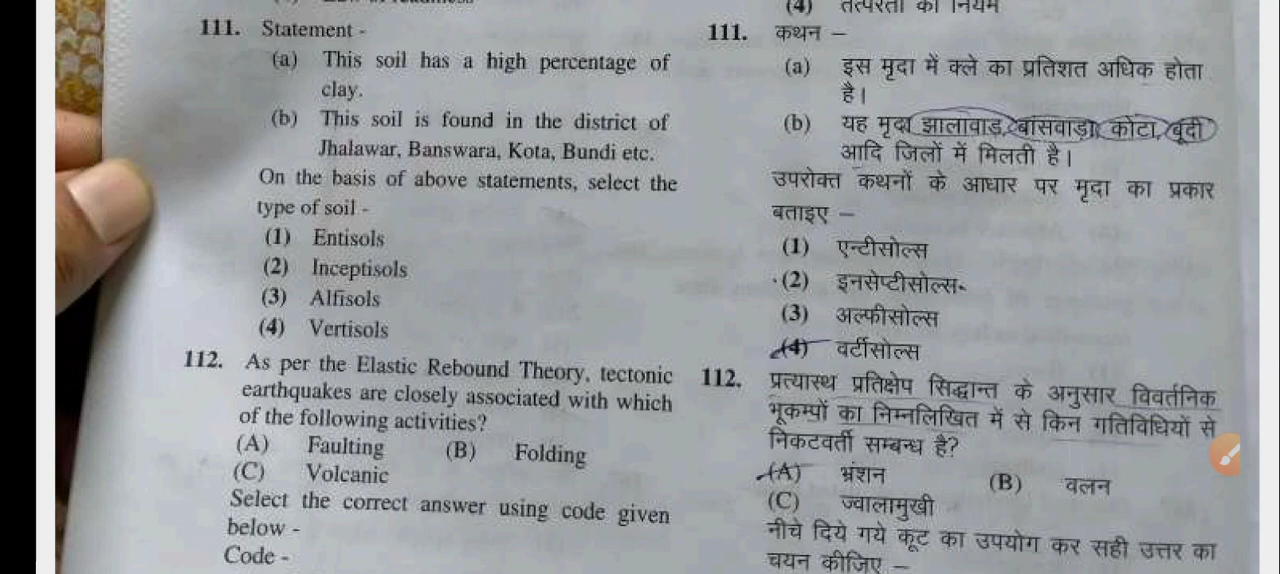 111. Statement -
(a) This soil has a high percentage of
clay.
(b) This soil is found in the district of
Jhalawar, Banswara, Kota, Bundi etc.
On the basis of above statements, select the
type of soil -
(1) Entisols
(2) Inceptisols
(3) Alfisols
(4) Vertisols
112. As per the Elastic Rebound Theory, tectonic
earthquakes are closely associated with which
of the following activities?
(A) Faulting (B) Folding
(C) Volcanic
Select the correct answer using code given
below -
Code -
(4) तत्परता का नियम
111. कथन –
(a) इस मृदा में क्ले का प्रतिशत अधिक होता
है।
(b) यह मृदा झालावाड़, बांसवाड़ा, कोटा, बूंदी
आदि जिलों में मिलती है।
उपरोक्त कथनों के आधार पर मृदा का प्रकार
बताइए –
(1) एन्टीसोल्स
(2) इनसेप्टीसोल्स
(3) अल्फीसोल्स
(4) वर्टीसोल्स
112. प्रत्यास्थ प्रतिक्षेप सिद्धान्त के अनुसार विवर्तनिक
भूकम्पों का निम्नलिखित में से किन गतिविधियों से
निकटवर्ती सम्बन्ध है?
(A) भ्रंशन (B) वलन
(C) ज्वालामुखी
नीचे दिये गये कूट का उपयोग कर सही उत्तर का
चयन कीजिए –